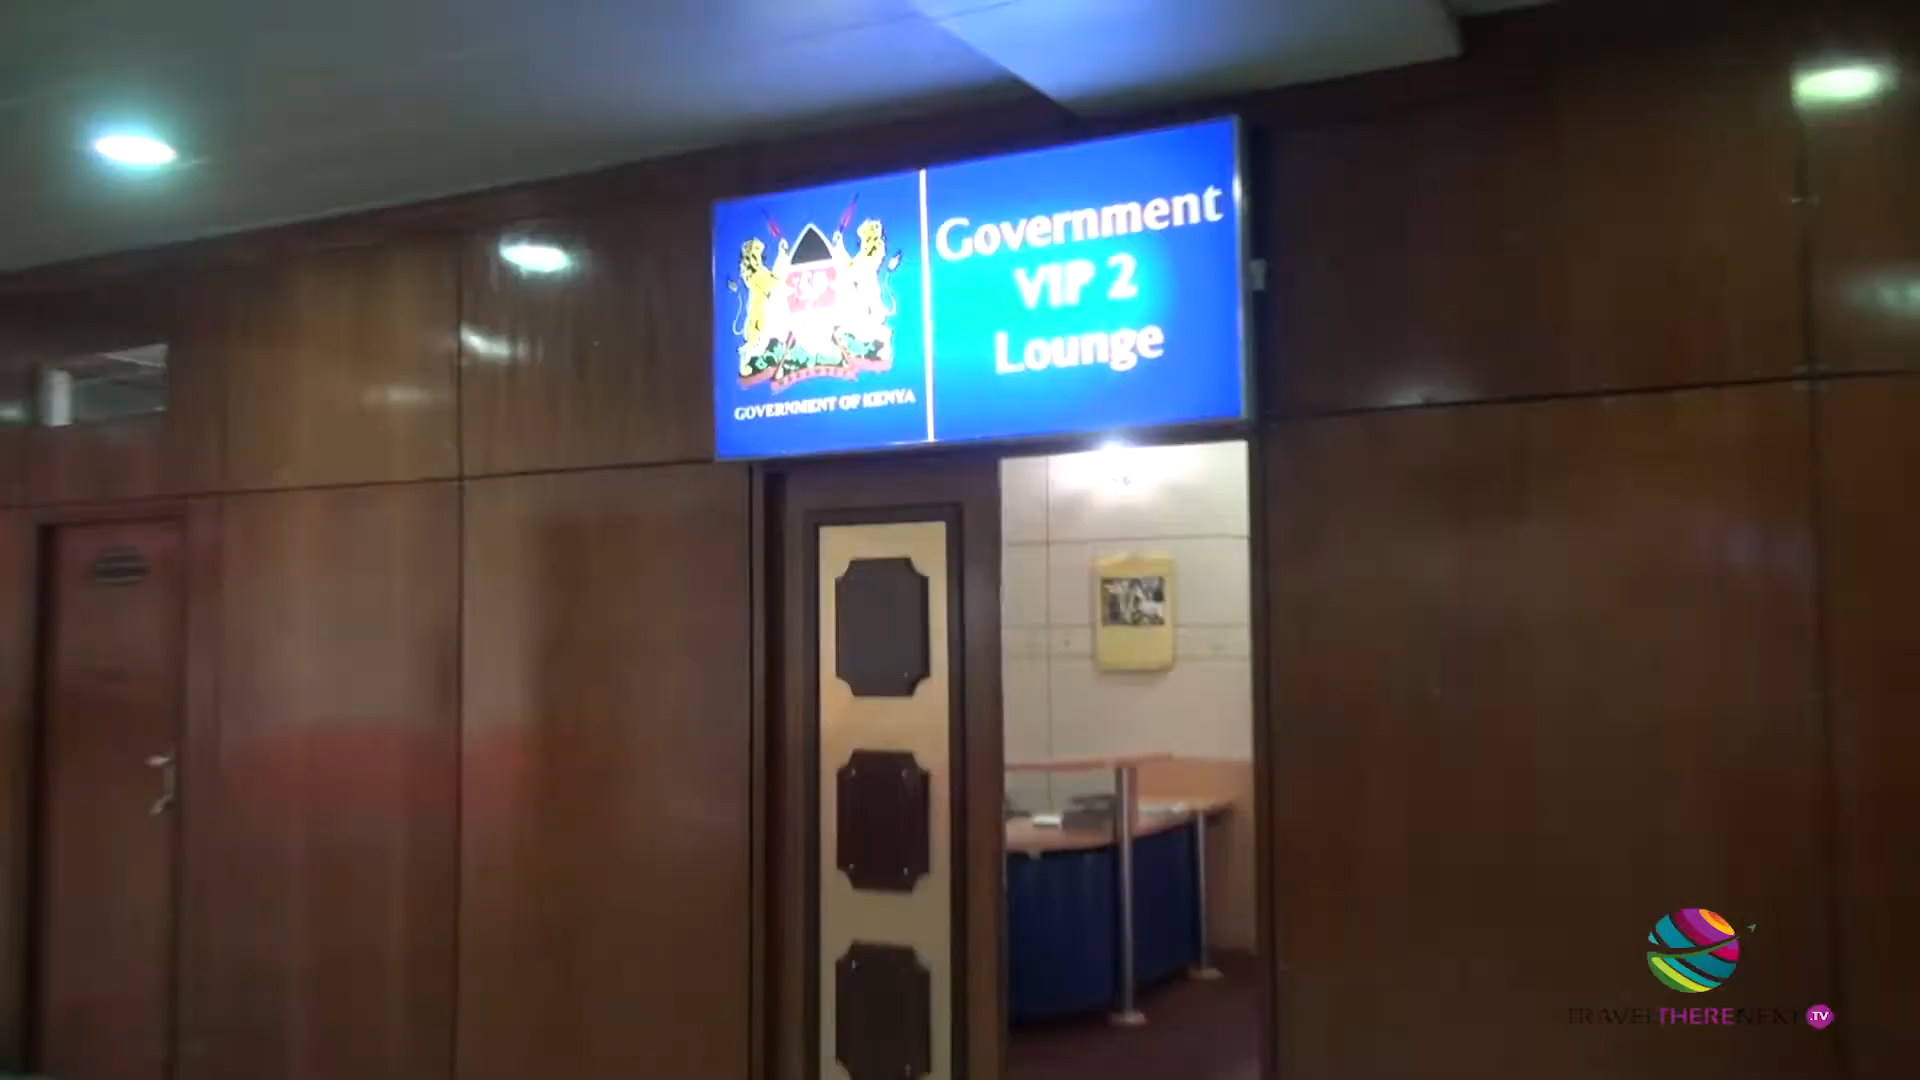 Government
VIP 2
Lounge
GOVERNMENT OF KENYA
TRAVELTHERENEXT.TV